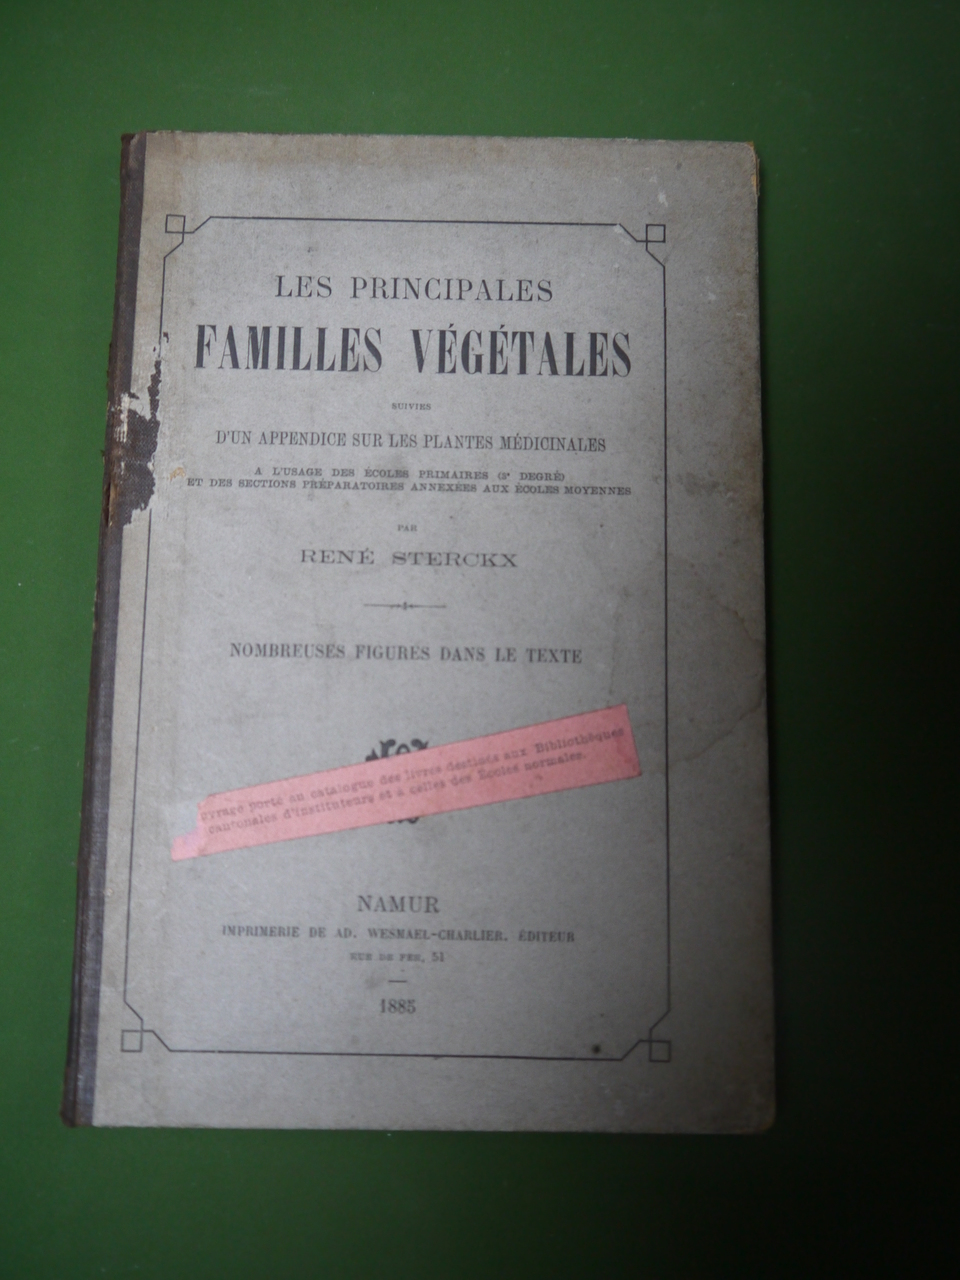 LES PRINCIPALES
FAMILLES VÉGÉTALES
SUIVIES
D'UN APPENDICE SUR LES PLANTES MÉDICINALES
A L'USAGE DES ÉCOLES PRIMAIRES (3e DEGRÉ)
ET DES SECTIONS PRÉPARATOIRES ANNEXÉES AUX ÉCOLES MOYENNES
PAR
RENÉ STERCKX
NOMBREUSES FIGURES DANS LE TEXTE
uvrage porté au catalogue des livres destinés aux Bibliothèques
cantonales d'instituteurs et à celles des Écoles normales.
NAMUR
IMPRIMERIE DE AD. WESMAEL-CHARLIER, ÉDITEUR
RUE DE FER, 51
1885